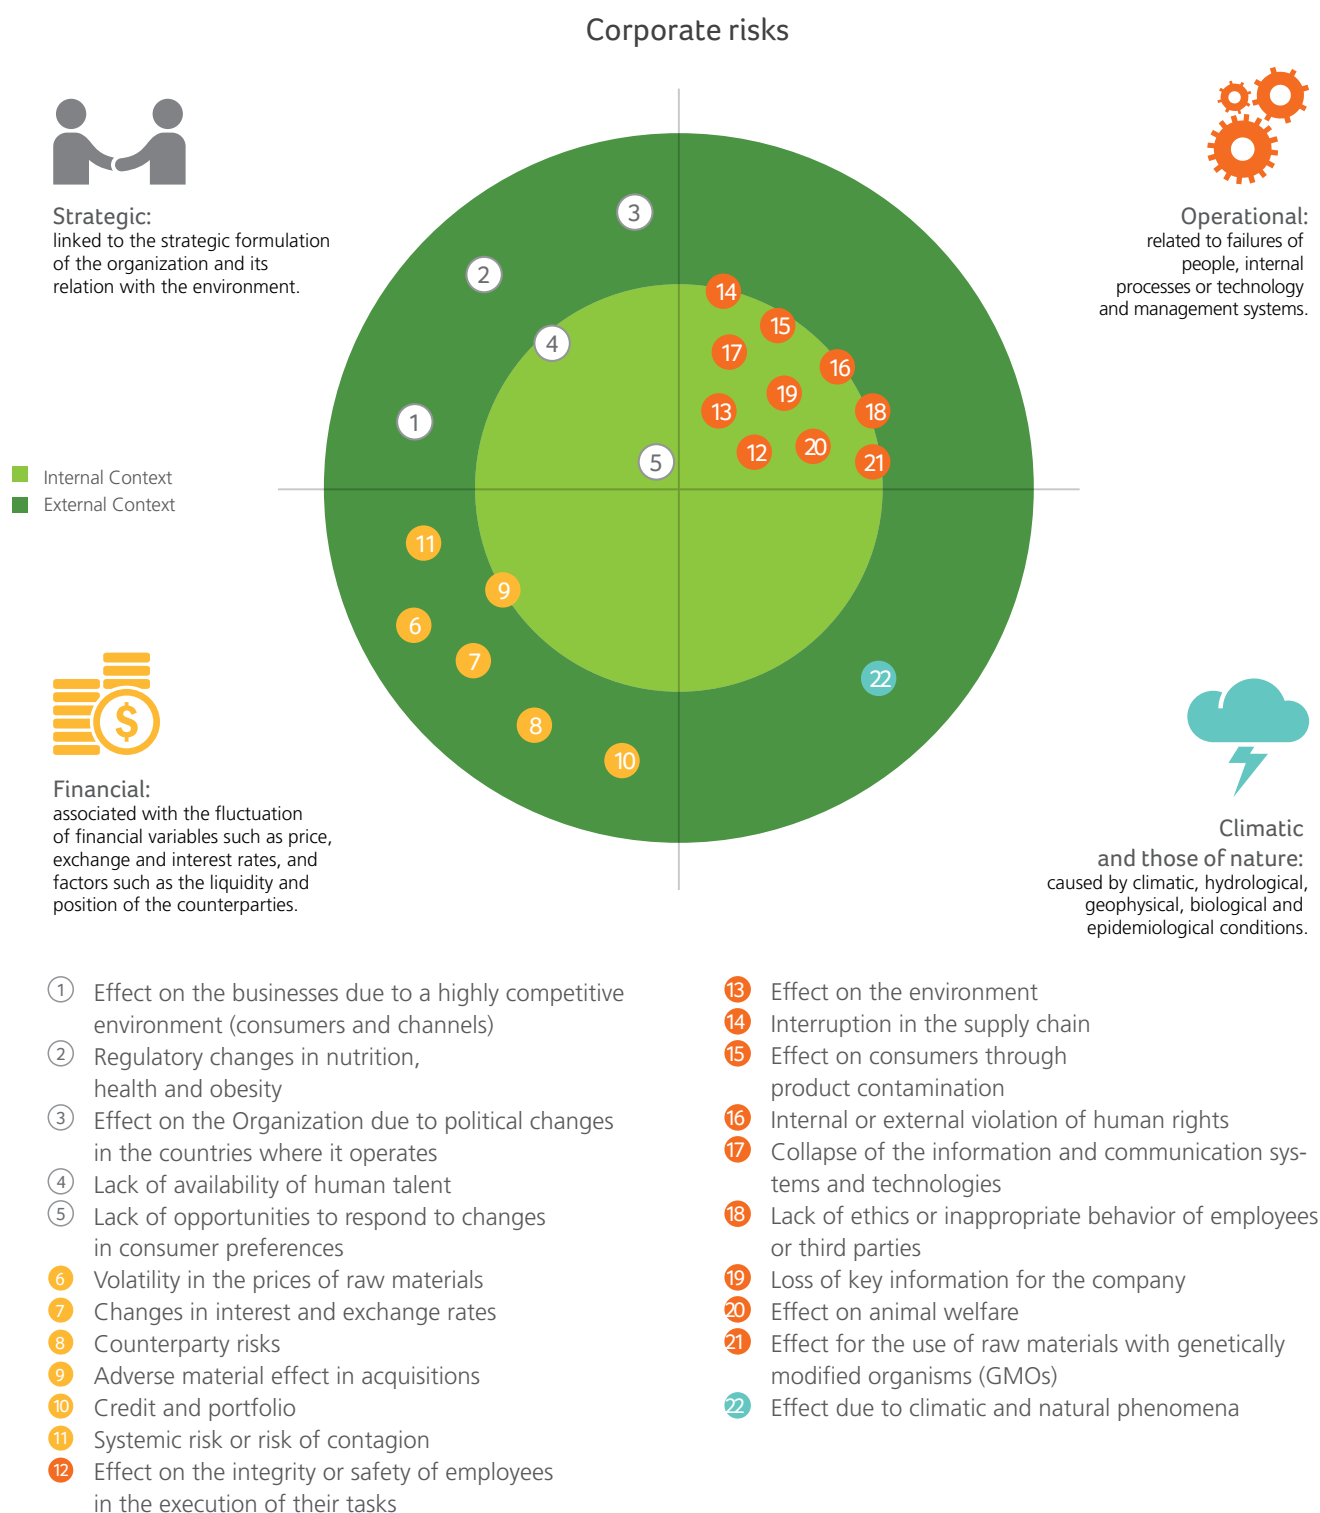 Corporate risks
Strategic:
linked to the strategic formulation
of the organization and its
relation with the environment.
Operational:
related to failures of
people, internal
processes or technology
and management systems.
3
2
14
15
4
17
16
19
13
18
1
20
12
5
21
Internal Context
External Context
11
9
6
7
22
8
10
$
Financial:
associated with the fluctuation
of financial variables such as price,
exchange and interest rates, and
factors such as the liquidity and
position of the counterparties.
Climatic
and those of nature:
caused by climatic, hydrological,
geophysical, biological and
epidemiological conditions.
1 Effect on the businesses due to a highly competitive
environment (consumers and channels)
2 Regulatory changes in nutrition,
health and obesity
3 Effect on the Organization due to political changes
in the countries where it operates
4 Lack of availability of human talent
5 Lack of opportunities to respond to changes
in consumer preferences
6 Volatility in the prices of raw materials
7 Changes in interest and exchange rates
8 Counterparty risks
9 Adverse material effect in acquisitions
10 Credit and portfolio
11 Systemic risk or risk of contagion
12 Effect on the integrity or safety of employees
in the execution of their tasks
13 Effect on the environment
14 Interruption in the supply chain
15 Effect on consumers through
product contamination
16 Internal or external violation of human rights
17 Collapse of the information and communication sys-
tems and technologies
18 Lack of ethics or inappropriate behavior of employees
or third parties
19 Loss of key information for the company
20 Effect on animal welfare
21 Effect for the use of raw materials with genetically
modified organisms (GMOs)
22 Effect due to climatic and natural phenomena